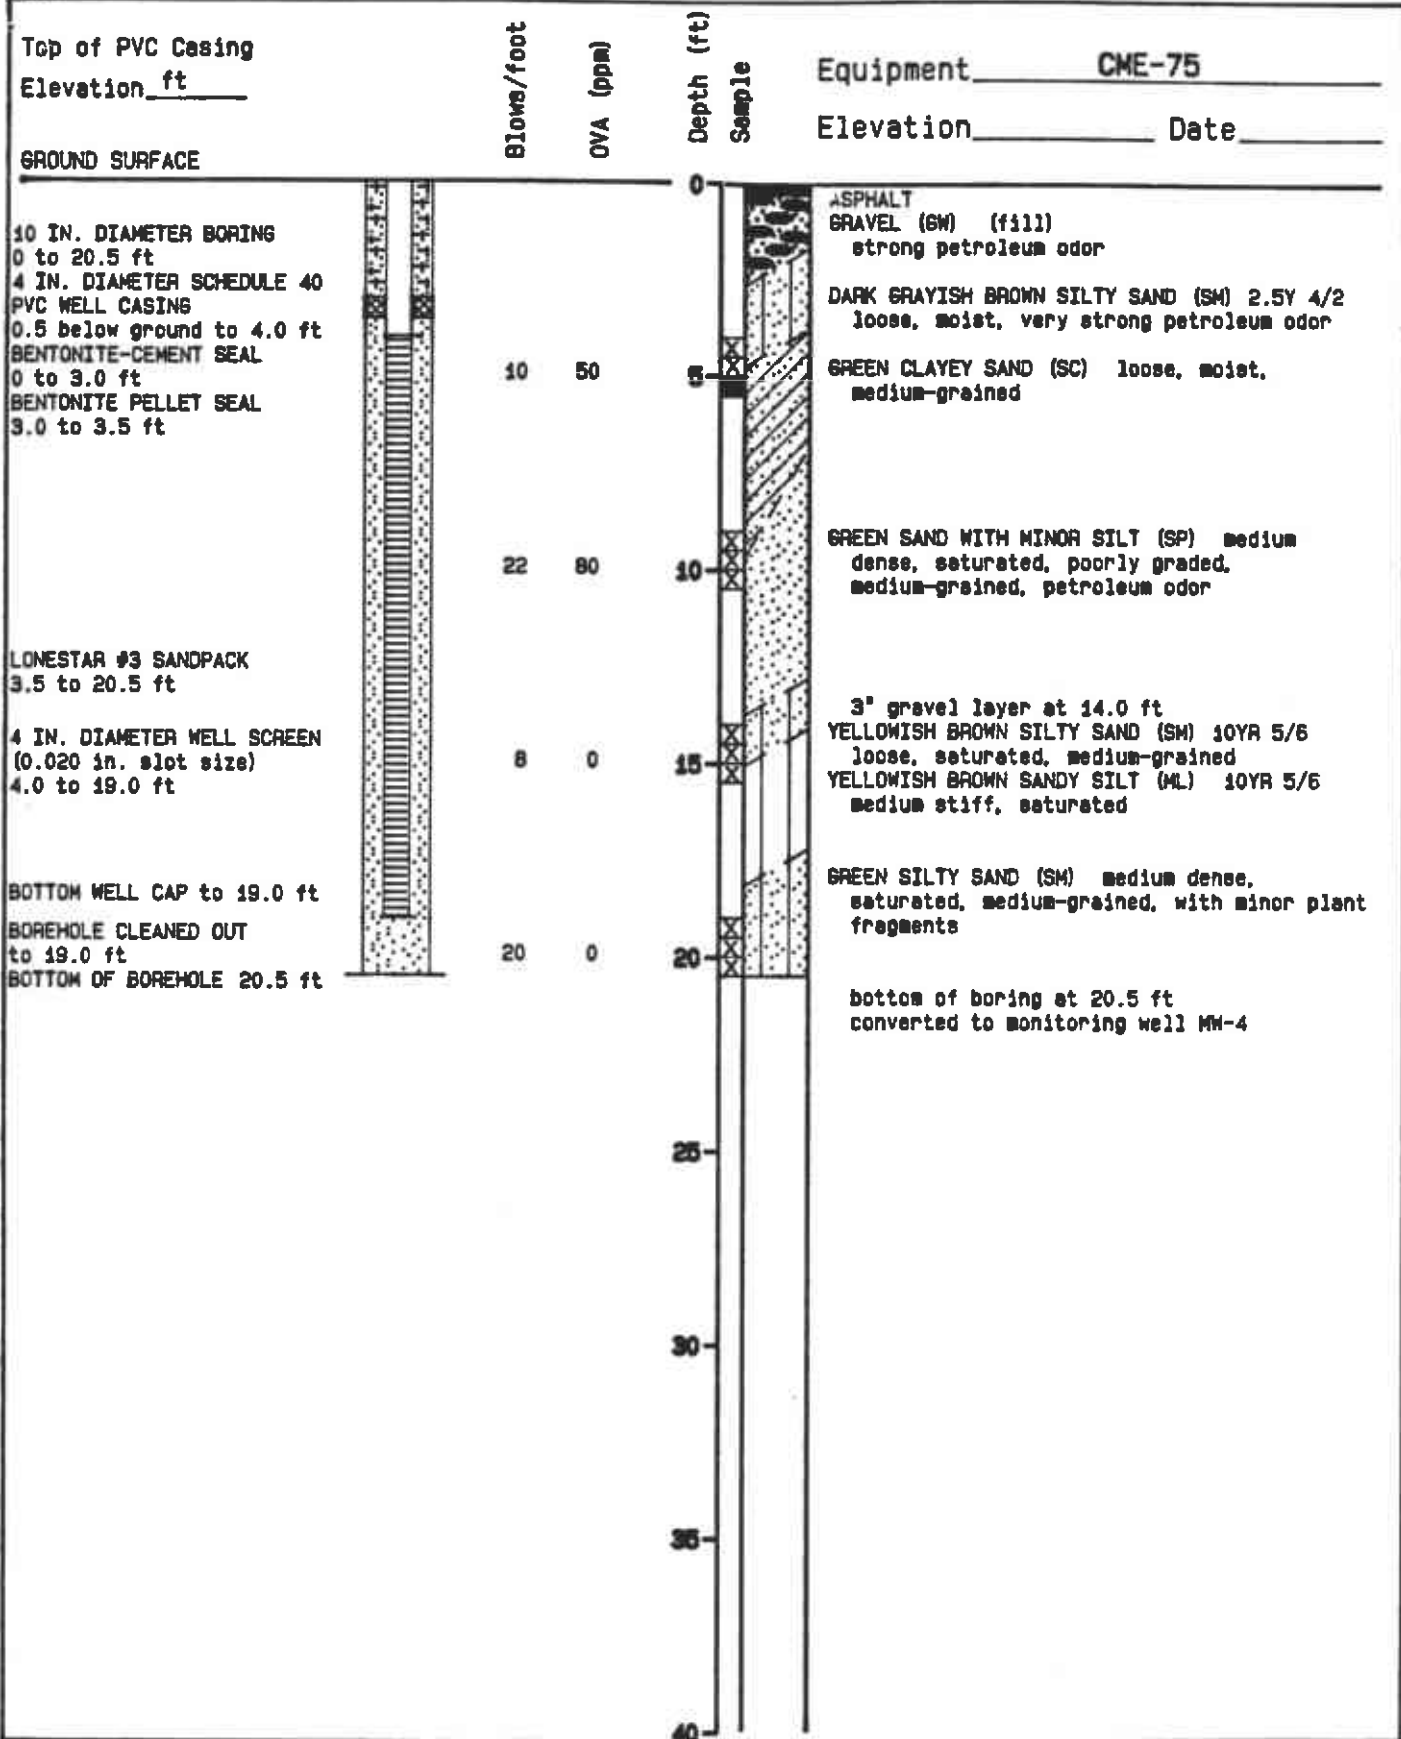 Top of PVC Casing
Elevation ft
GROUND SURFACE
Blows/foot
OVA (ppm)
Depth (ft)
Sample
Equipment CME-75
Elevation Date
10 IN. DIAMETER BORING
0 to 20.5 ft
4 IN. DIAMETER SCHEDULE 40
PVC WELL CASING
0.5 below ground to 4.0 ft
BENTONITE-CEMENT SEAL
0 to 3.0 ft
BENTONITE PELLET SEAL
3.0 to 3.5 ft
LONESTAR #3 SANDPACK
3.5 to 20.5 ft
4 IN. DIAMETER WELL SCREEN
(0.020 in. slot size)
4.0 to 19.0 ft
BOTTOM WELL CAP to 19.0 ft
BOREHOLE CLEANED OUT
to 19.0 ft
BOTTOM OF BOREHOLE 20.5 ft
10 50
22 80
8 0
20 0
0
5
10
15
20
25
30
35
40
ASPHALT
GRAVEL (GW) (fill)
strong petroleum odor
DARK GRAYISH BROWN SILTY SAND (SM) 2.5Y 4/2
loose, moist, very strong petroleum odor
GREEN CLAYEY SAND (SC) loose, moist,
medium-grained
GREEN SAND WITH MINOR SILT (SP) medium
dense, saturated, poorly graded,
medium-grained, petroleum odor
3" gravel layer at 14.0 ft
YELLOWISH BROWN SILTY SAND (SM) 10YR 5/6
loose, saturated, medium-grained
YELLOWISH BROWN SANDY SILT (ML) 10YR 5/6
medium stiff, saturated
GREEN SILTY SAND (SM) medium dense,
saturated, medium-grained, with minor plant
fragments
bottom of boring at 20.5 ft
converted to monitoring well MW-4